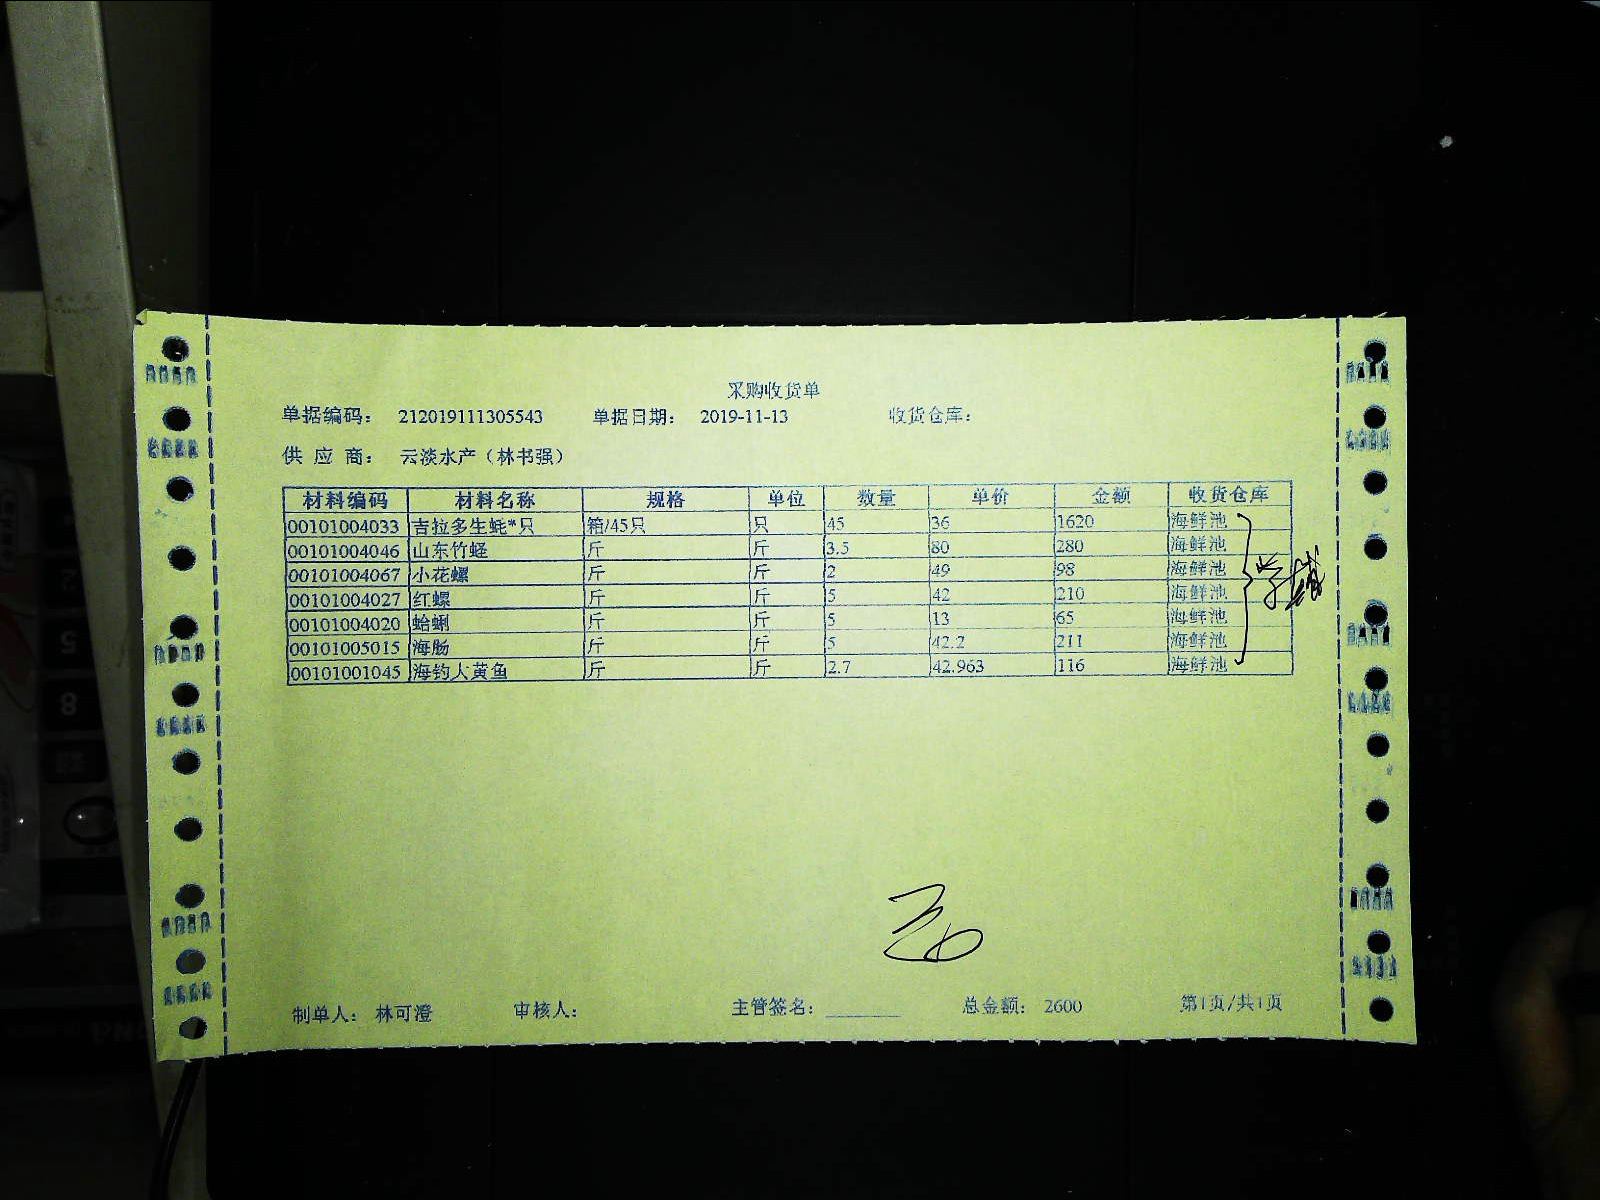 采购收货单
单据编码： 212019111305543 单据日期： 2019-11-13 收货仓库：
供 应 商： 云淡水产（林书强）
材料编码 材料名称 规格 单位 数量 单价 金额 收货仓库
00101004033 吉拉多生蚝*只 箱/45只 只 45 36 1620 海鲜池
00101004046 山东竹蛏 斤 斤 3.5 80 280 海鲜池
00101004067 小花螺 斤 斤 2 49 98 海鲜池
00101004027 红螺 斤 斤 5 42 210 海鲜池
00101004020 蛤蜊 斤 斤 5 13 65 海鲜池
00101005015 海肠 斤 斤 5 42.2 211 海鲜池
00101001045 海钓大黄鱼 斤 斤 2.7 42.963 116 海鲜池
制单人： 林可澄 审核人： 主管签名： 总金额： 2600 第1页/共1页